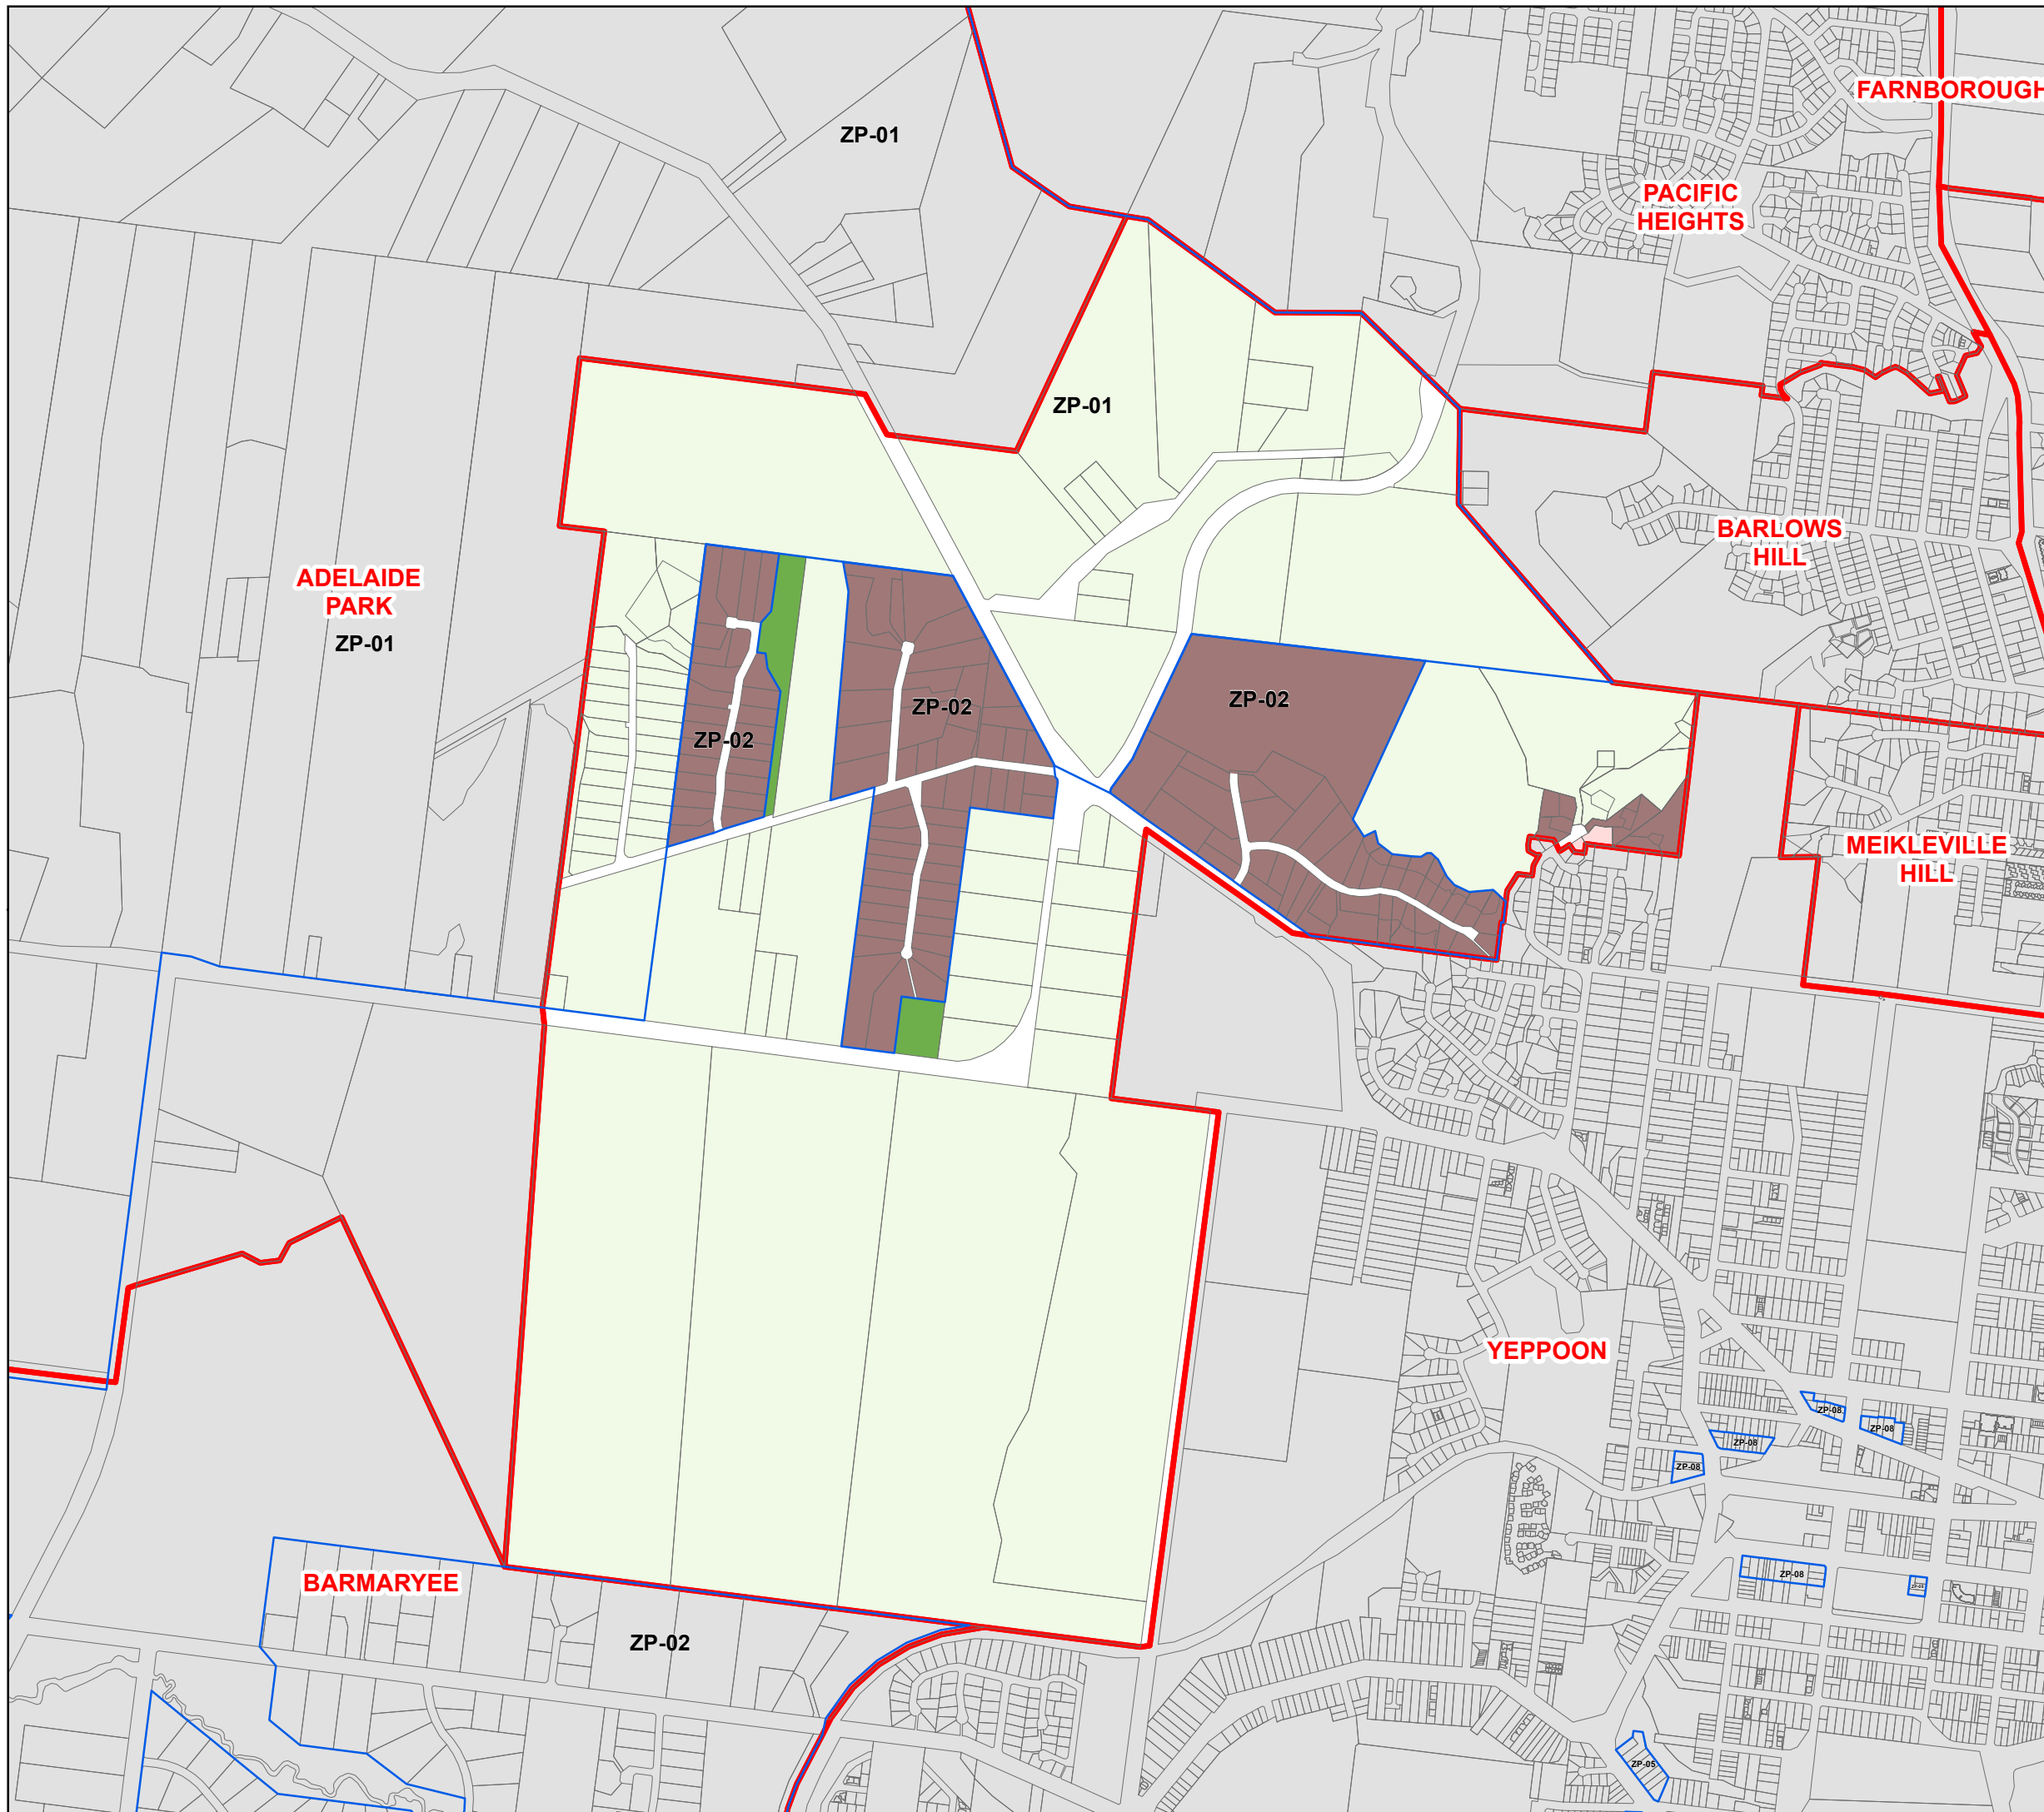 FARNBOROUGH
ZP-01
PACIFIC
HEIGHTS
ZP-01
BARLOWS
HILL
ADELAIDE
PARK
ZP-01
ZP-02
ZP-02
ZP-02
MEIKLEVILLE
HILL
YEPPOON
ZP-08
ZP-08
ZP-08
ZP-08
ZP-08
BARMARYEE
ZP-02
ZP-05